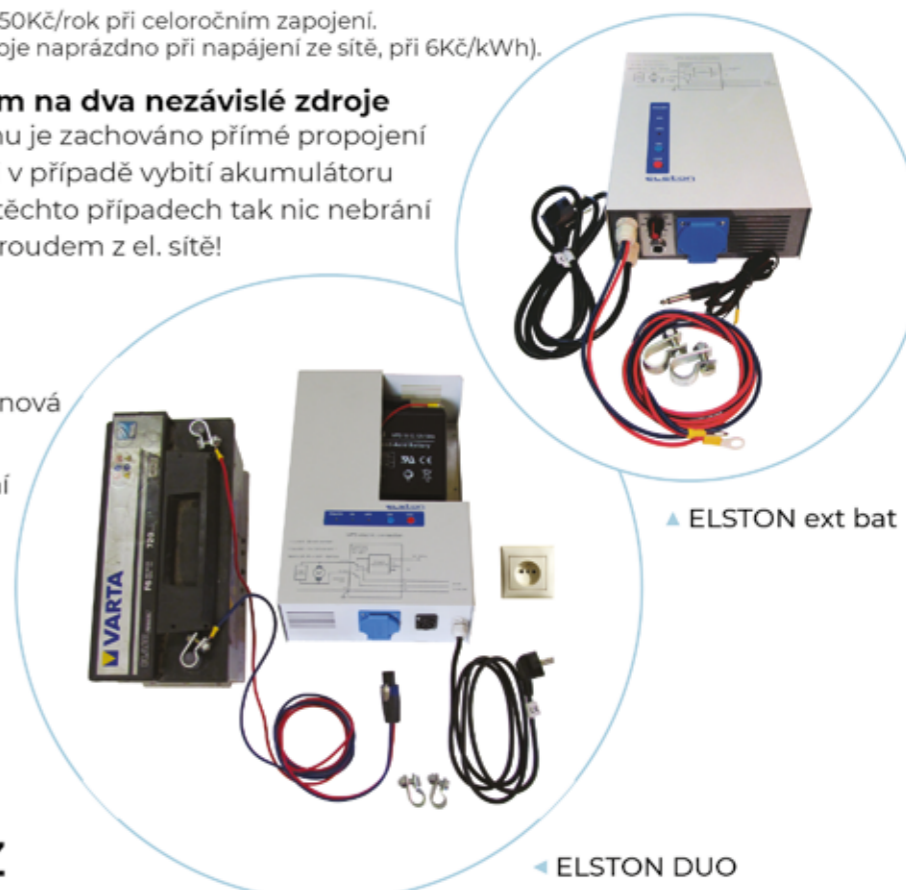 50Kč/rok při celoročním zapojení.
oje naprázdno při napájení ze sítě, při 6Kč/kWh).
m na dva nezávislé zdroje
nu je zachováno přímé propojení
i v případě vybití akumulátoru
těchto případech tak nic nebrání
roudem z el. sítě!
elston
▲ ELSTON ext bat
nová
ní
elston
VARTA
◄ ELSTON DUO
Z